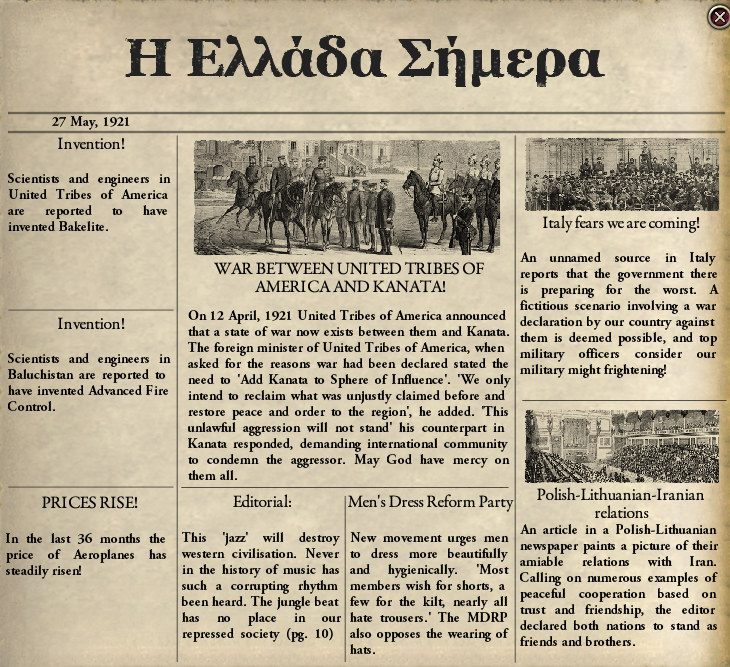 Η Ελλάδα Σήμερα
27 May, 1921
Invention!
Scientists and engineers in
United Tribes of America
are reported to have
invented Bakelite.
Invention!
Scientists and engineers in
Baluchistan are reported to
have invented Advanced Fire
Control.
PRICES RISE!
In the last 36 months the
price of Aeroplanes has
steadily risen!
WAR BETWEEN UNITED TRIBES OF
AMERICA AND KANATA!
On 12 April, 1921 United Tribes of America announced
that a state of war now exists between them and Kanata.
The foreign minister of United Tribes of America, when
asked for the reasons war had been declared stated the
need to 'Add Kanata to Sphere of Influence'. 'We only
intend to reclaim what was unjustly claimed before and
restore peace and order to the region', he added. 'This
unlawful aggression will not stand' his counterpart in
Kanata responded, demanding international community
to condemn the aggressor. May God have mercy on
them all.
Editorial:
This 'jazz' will destroy
western civilisation. Never
in the history of music has
such a corrupting rhythm
been heard. The jungle beat
has no place in our
repressed society (pg. 10)
Men's Dress Reform Party
New movement urges men
to dress more beautifully
and hygienically. 'Most
members wish for shorts, a
few for the kilt, nearly all
hate trousers.' The MDRP
also opposes the wearing of
hats.
Italy fears we are coming!
An unnamed source in Italy
reports that the government there
is preparing for the worst. A
fictitious scenario involving a war
declaration by our country against
them is deemed possible, and top
military officers consider our
military might frightening!
Polish-Lithuanian-Iranian
relations
An article in a Polish-Lithuanian
newspaper paints a picture of their
amiable relations with Iran.
Calling on numerous examples of
peaceful cooperation based on
trust and friendship, the editor
declared both nations to stand as
friends and brothers.